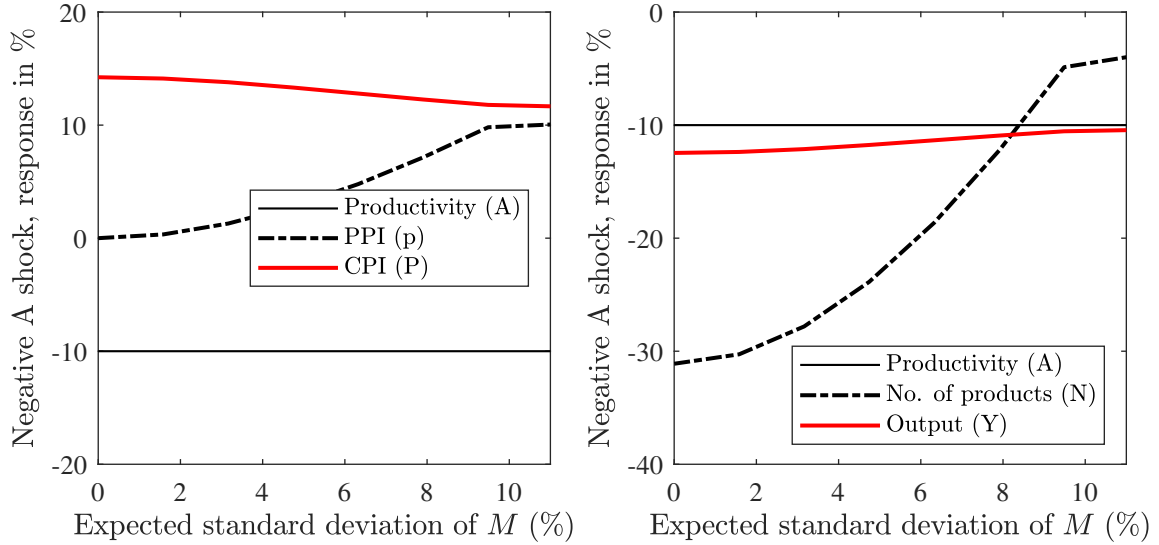 Negative A shock, response in %
20
10
0
-10
-20
0 2 4 6 8 10
Expected standard deviation of M (%)
Productivity (A)
PPI (p)
CPI (P)
Negative A shock, response in %
0
-10
-20
-30
-40
0 2 4 6 8 10
Expected standard deviation of M (%)
Productivity (A)
No. of products (N)
Output (Y)